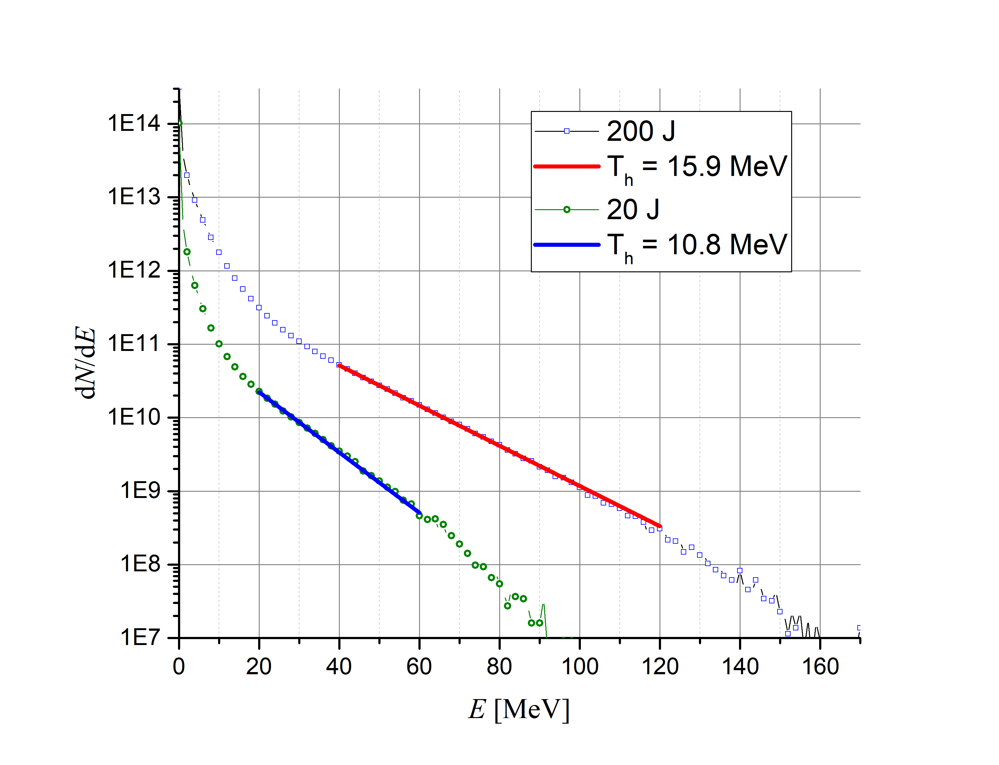 1E14
1E13
1E12
1E11
1E10
1E9
1E8
1E7
dN/dE
200 J
Th = 15.9 MeV
20 J
Th = 10.8 MeV
0 20 40 60 80 100 120 140 160
E [MeV]